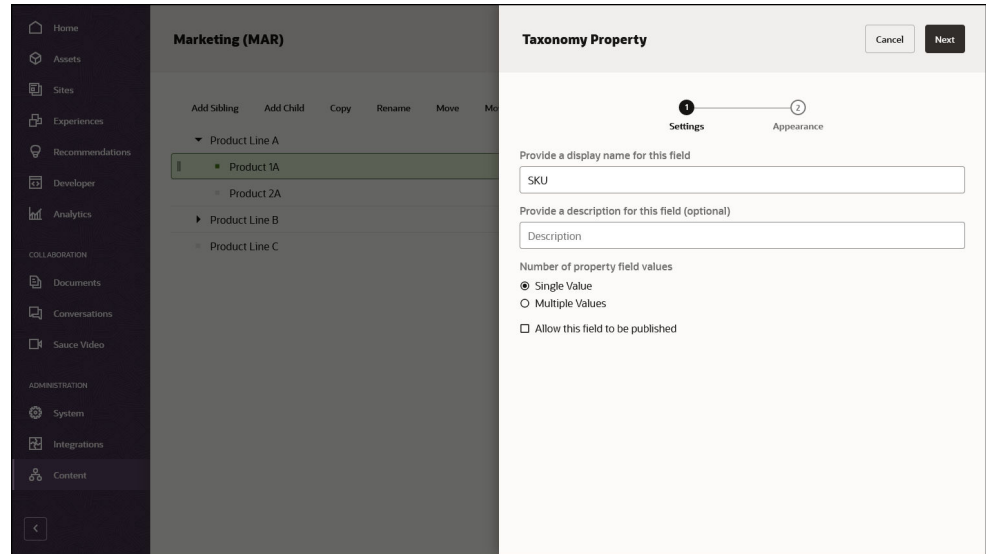 Home
Assets
Sites
Experiences
Recommendations
Developer
Analytics
COLLABORATION
Documents
Conversations
Sauce Video
ADMINISTRATION
System
Integrations
Content
Marketing (MAR)
Add Sibling Add Child Copy Rename Move Mo
Product Line A
Product 1A
Product 2A
Product Line B
Product Line C
Taxonomy Property
Cancel Next
1 2
Settings Appearance
Provide a display name for this field
SKU
Provide a description for this field (optional)
Description
Number of property field values
Single Value
Multiple Values
Allow this field to be published